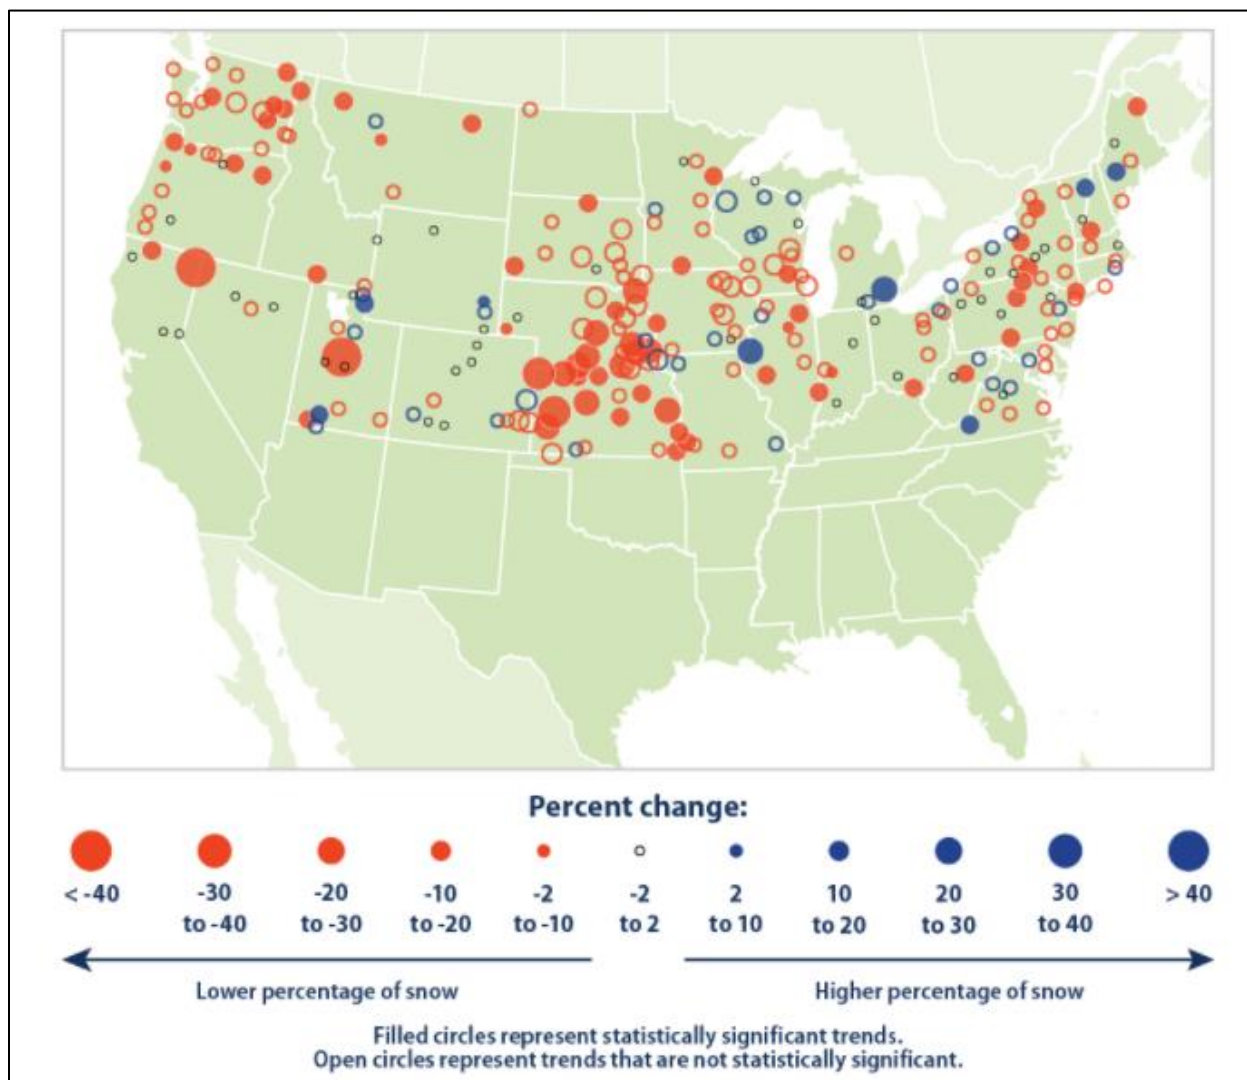 Percent change:
< -40 -30 -20 -10 -2 -2 2 10 20 30 > 40
to -40 to -30 to -20 to -10 to 2 to 10 to 20 to 30 to 40
Lower percentage of snow Higher percentage of snow
Filled circles represent statistically significant trends.
Open circles represent trends that are not statistically significant.